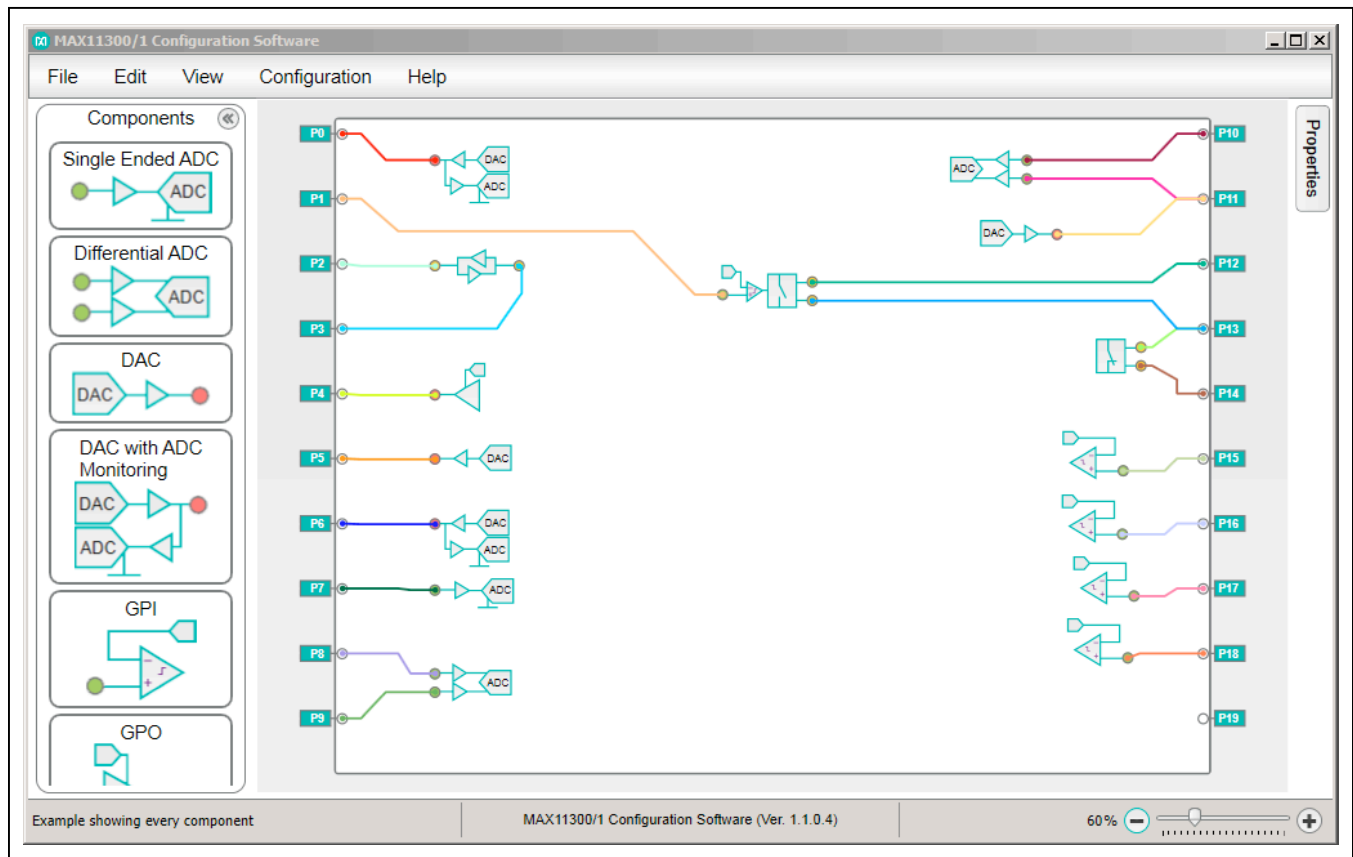 MAX11300/1 Configuration Software
File Edit View Configuration Help
Components
Single Ended ADC
ADC
Differential ADC
ADC
DAC
DAC
DAC with ADC
Monitoring
DAC
ADC
GPI
GPO
P0
P1
P2
P3
P4
P5
P6
P7
P8
P9
DAC
ADC
DAC
DAC
ADC
ADC
ADC
ADC
DAC
P10
P11
P12
P13
P14
P15
P16
P17
P18
P19
Properties
Example showing every component
MAX11300/1 Configuration Software (Ver. 1.1.0.4)
60%